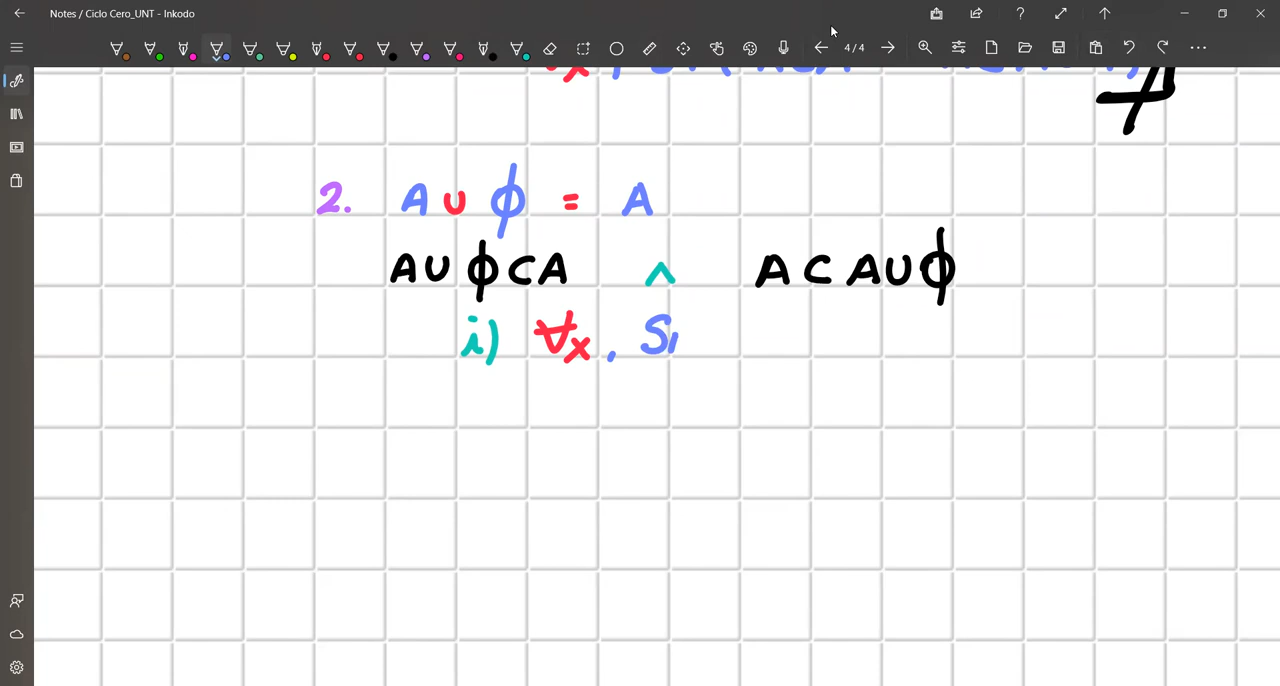 Notes / Ciclo Cero_UNT - Inkodo
4 / 4
2. A ∪ ϕ = A
A ∪ ϕ ⊂ A ∧ A ⊂ A ∪ ϕ
i) ∀x, Si